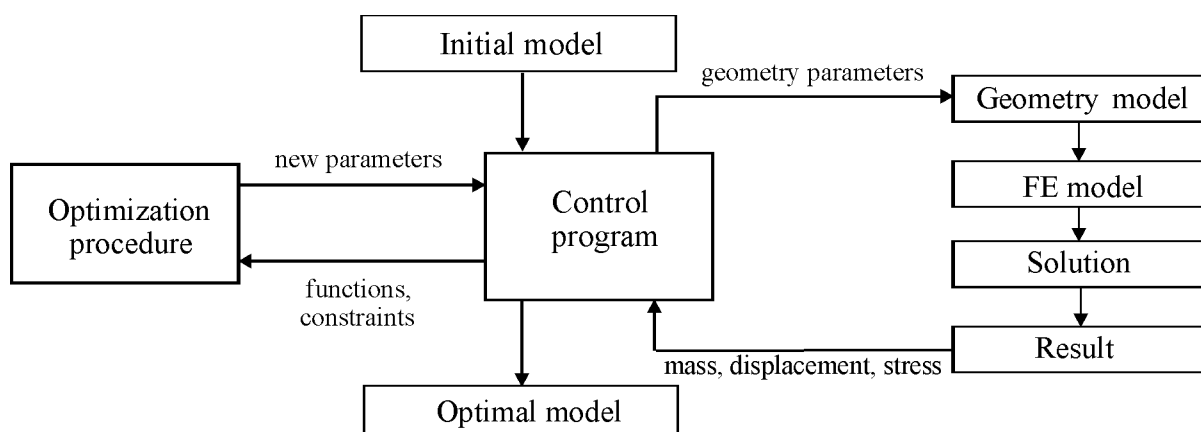 Initial model
geometry parameters
Geometry model
new parameters
FE model
Optimization
procedure
Control
program
Solution
functions,
constraints
Result
mass, displacement, stress
Optimal model